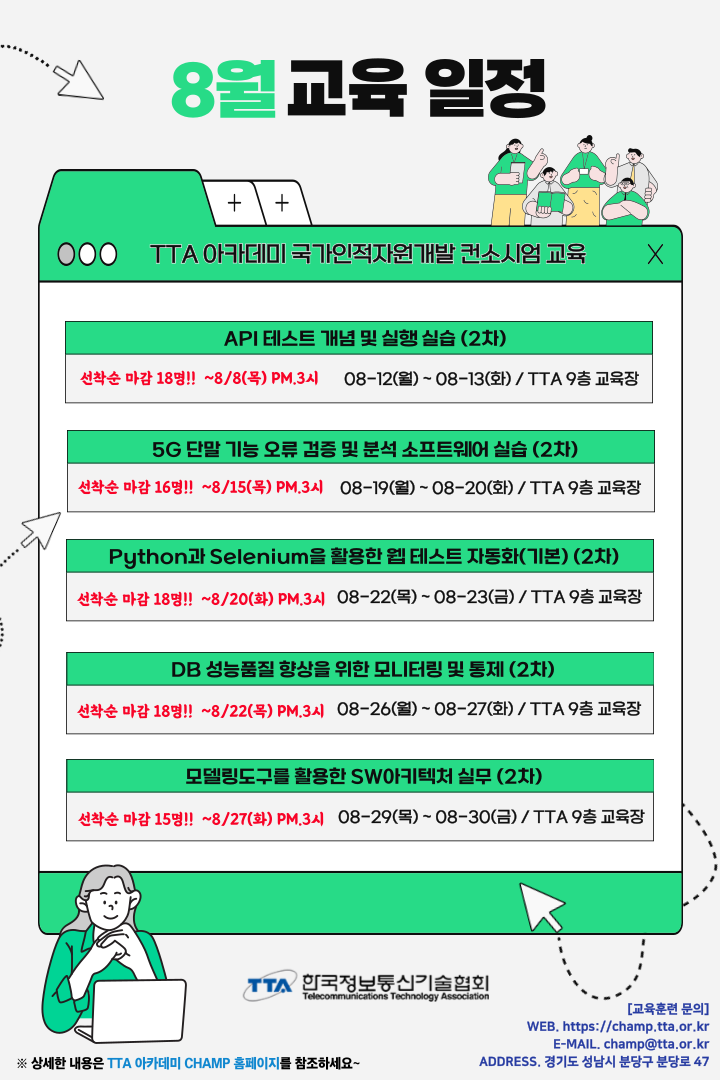 8월 교육 일정
+ +
TTA 아카데미 국가인적자원개발 컨소시엄 교육 X
API 테스트 개념 및 실행 실습 (2차)
선착순 마감 18명!! ~8/8(목) PM.3시 08-12(월) ~ 08-13(화) / TTA 9층 교육장
5G 단말 기능 오류 검증 및 분석 소프트웨어 실습 (2차)
선착순 마감 16명!! ~8/15(목) PM.3시 08-19(월) ~ 08-20(화) / TTA 9층 교육장
Python과 Selenium을 활용한 웹 테스트 자동화(기본) (2차)
선착순 마감 18명!! ~8/20(화) PM.3시 08-22(목) ~ 08-23(금) / TTA 9층 교육장
DB 성능품질 향상을 위한 모니터링 및 통제 (2차)
선착순 마감 18명!! ~8/22(목) PM.3시 08-26(월) ~ 08-27(화) / TTA 9층 교육장
모델링도구를 활용한 SW아키텍처 실무 (2차)
선착순 마감 15명!! ~8/27(화) PM.3시 08-29(목) ~ 08-30(금) / TTA 9층 교육장
TTA 한국정보통신기술협회
Telecommunications Technology Association
[교육훈련 문의]
WEB. https://champ.tta.or.kr
E-MAIL. champ@tta.or.kr
ADDRESS. 경기도 성남시 분당구 분당로 47
※ 상세한 내용은 TTA 아카데미 CHAMP 홈페이지를 참조하세요~